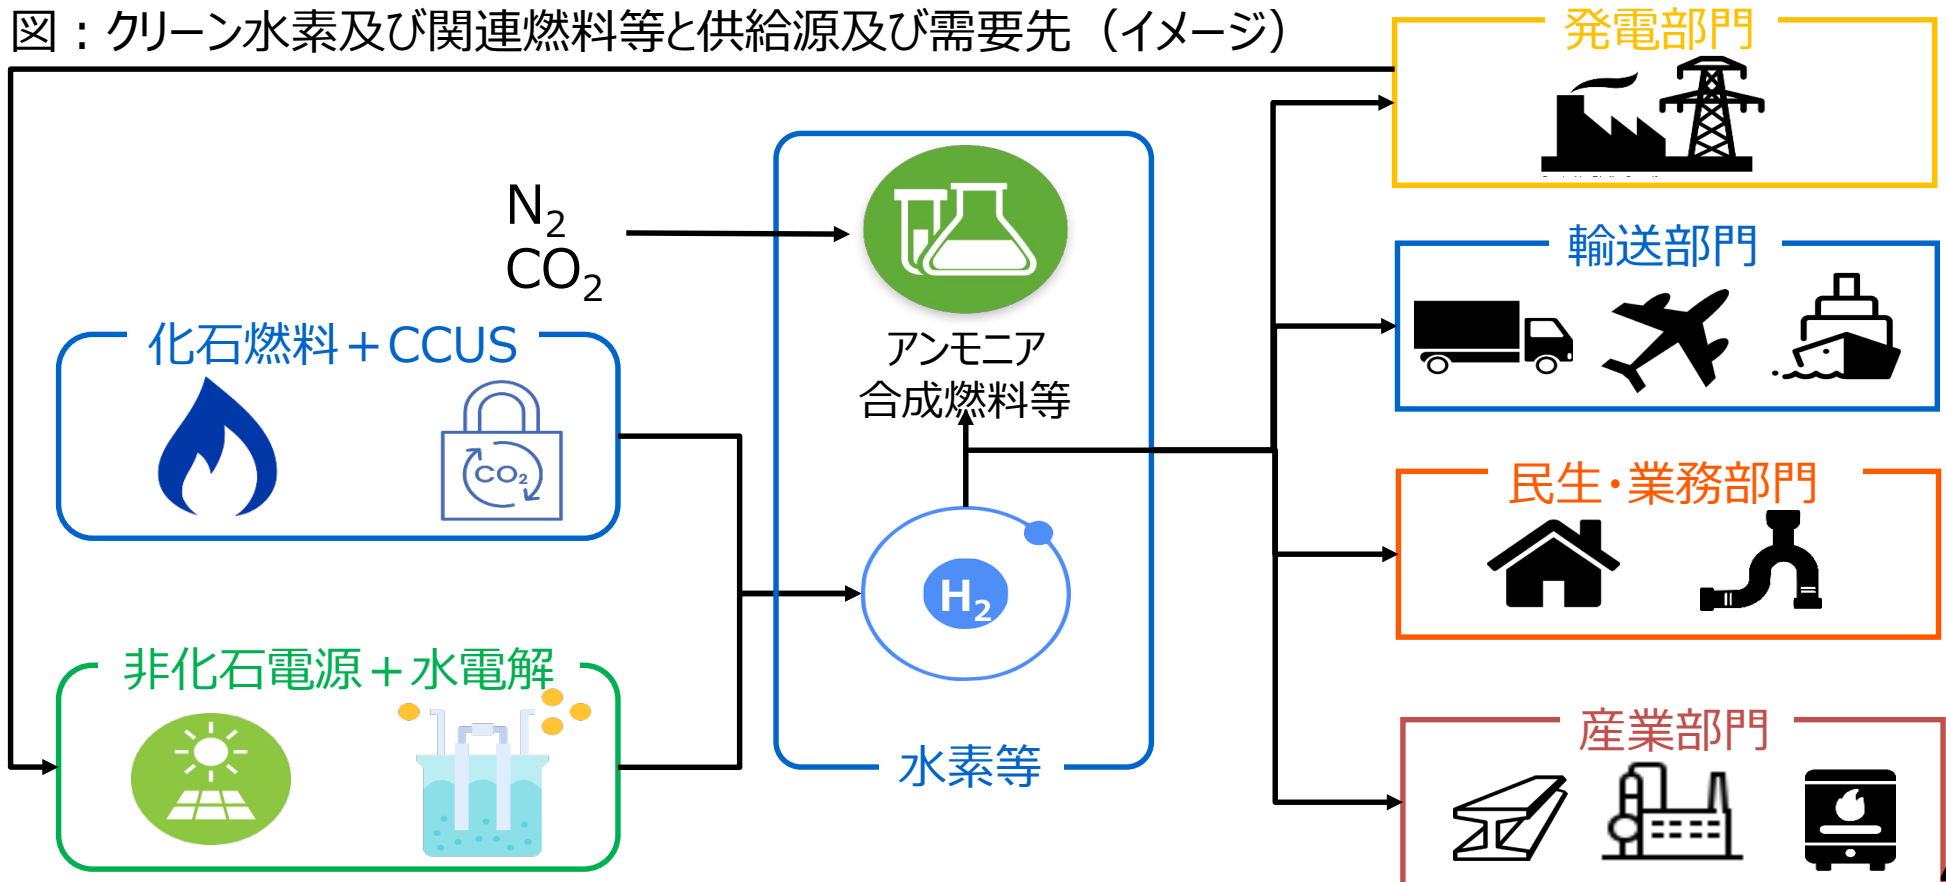 図：クリーン水素及び関連燃料等と供給源及び需要先（イメージ）
発電部門
N2
CO2
輸送部門
化石燃料＋CCUS
CO2
アンモニア
合成燃料等
民生・業務部門
H2
非化石電源＋水電解
水素等
産業部門